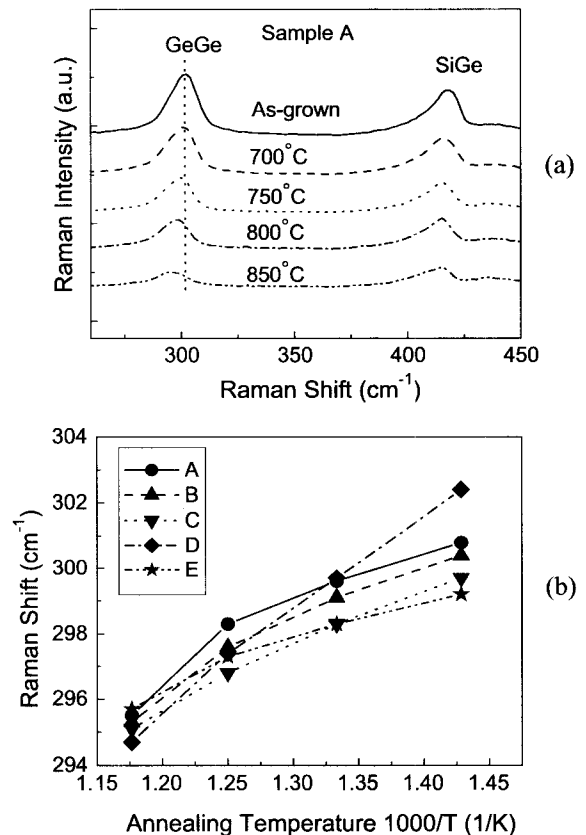 GeGe
Sample A
SiGe
As-grown
700°C
750°C
800°C
850°C
Raman Intensity (a.u.)
300
350
400
450
Raman Shift (cm⁻¹)
(a)
304
302
300
298
296
294
A
B
C
D
E
Raman Shift (cm⁻¹)
1.15
1.20
1.25
1.30
1.35
1.40
1.45
Annealing Temperature 1000/T (1/K)
(b)